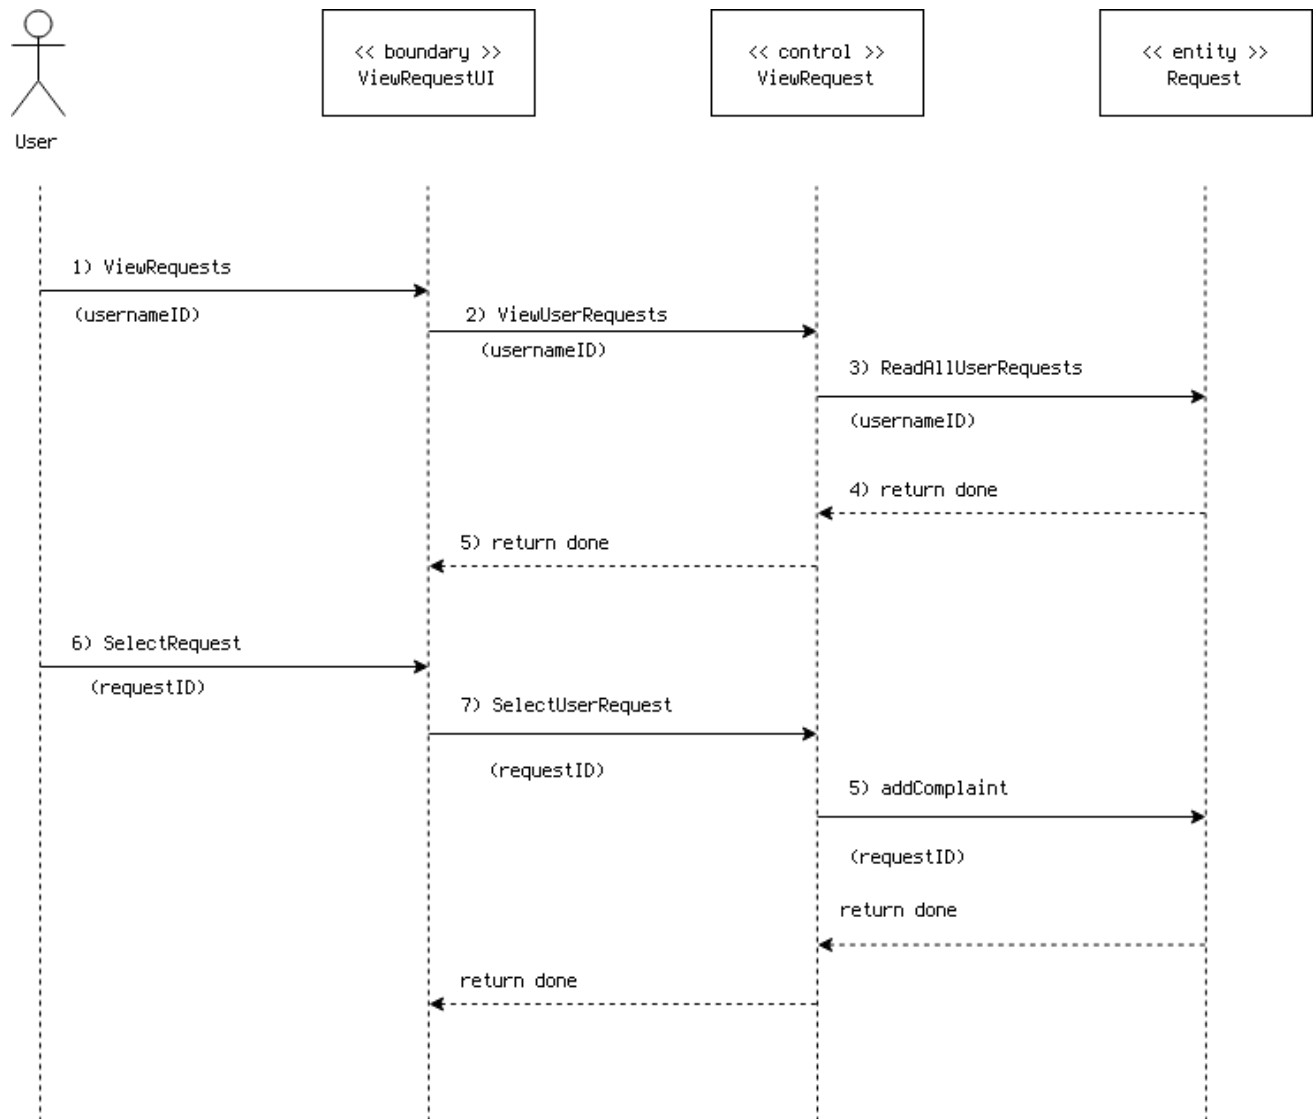 << boundary >>
ViewRequestUI
<< control >>
ViewRequest
<< entity >>
Request
User
1) ViewRequests
(usernameID)
2) ViewUserRequests
(usernameID)
3) ReadAllUserRequests
(usernameID)
4) return done
5) return done
6) SelectRequest
(requestID)
7) SelectUserRequest
(requestID)
5) addComplaint
(requestID)
return done
return done